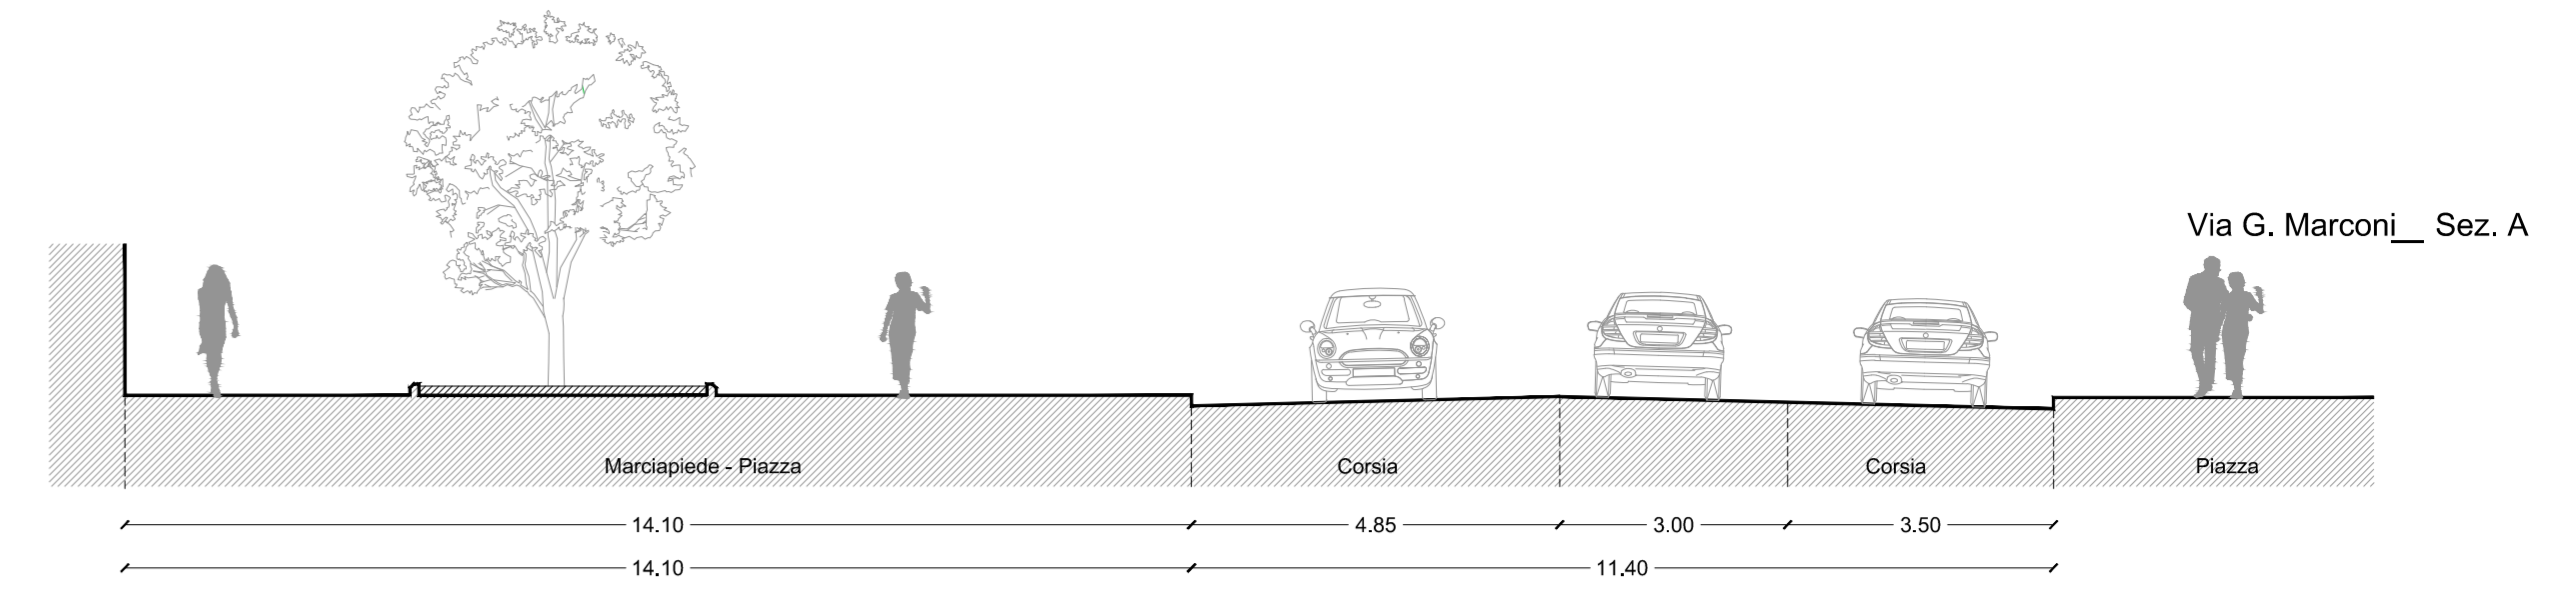 Via G. Marconi__ Sez. A
Marciapiede - Piazza
Corsia
Corsia
Piazza
14.10
4.85
3.00
3.50
14.10
11.40